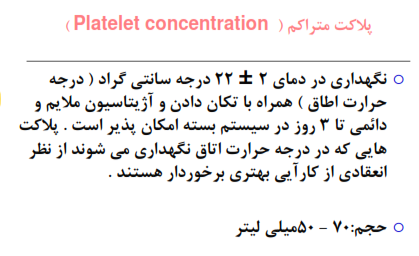 پلاکت متراکم ( Platelet concentration )
○ نگهداری در دمای ۲ ± ۲۲ درجه سانتی گراد ( درجه
حرارت اطاق ) همراه با تکان دادن و آژیتاسیون ملایم و
دائمی تا ۳ روز در سیستم بسته امکان پذیر است . پلاکت
هایی که در درجه حرارت اتاق نگهداری می شوند از نظر
انعقادی از کارآیی بهتری برخوردار هستند .
○ حجم:۷۰ - ۵۰میلی لیتر